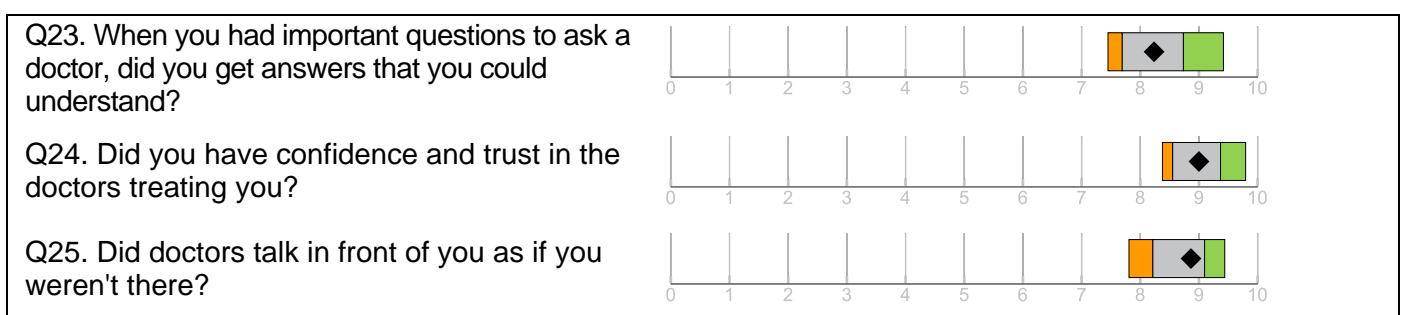 Q23. When you had important questions to ask a
doctor, did you get answers that you could
understand?
0 1 2 3 4 5 6 7 8 9 10
Q24. Did you have confidence and trust in the
doctors treating you?
0 1 2 3 4 5 6 7 8 9 10
Q25. Did doctors talk in front of you as if you
weren't there?
0 1 2 3 4 5 6 7 8 9 10